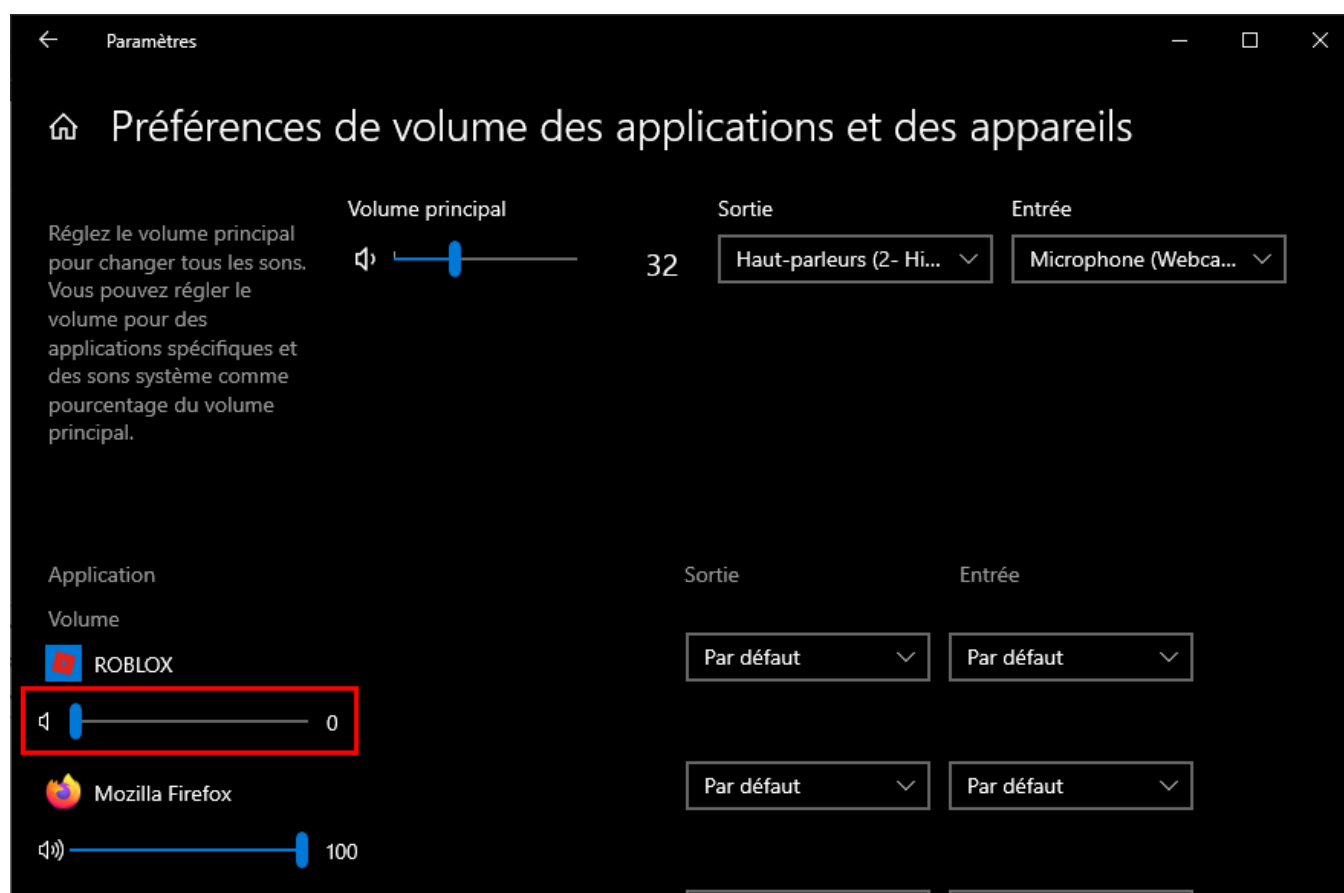 Paramètres
Préférences de volume des applications et des appareils
Réglez le volume principal
pour changer tous les sons.
Vous pouvez régler le
volume pour des
applications spécifiques et
des sons système comme
pourcentage du volume
principal.
Volume principal
32
Sortie
Haut-parleurs (2- Hi...
Entrée
Microphone (Webca...
Application
Volume
Sortie
Entrée
ROBLOX
Par défaut
Par défaut
0
Mozilla Firefox
Par défaut
Par défaut
100